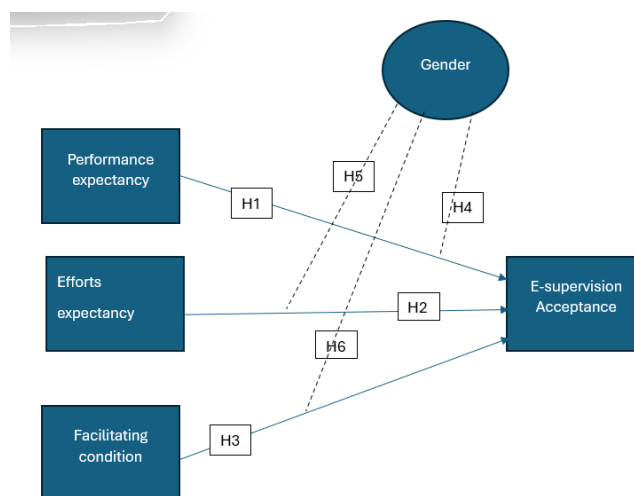 Gender
Performance
expectancy
H5
H1
H4
Efforts
expectancy
E-supervision
Acceptance
H2
H6
Facilitating
condition
H3